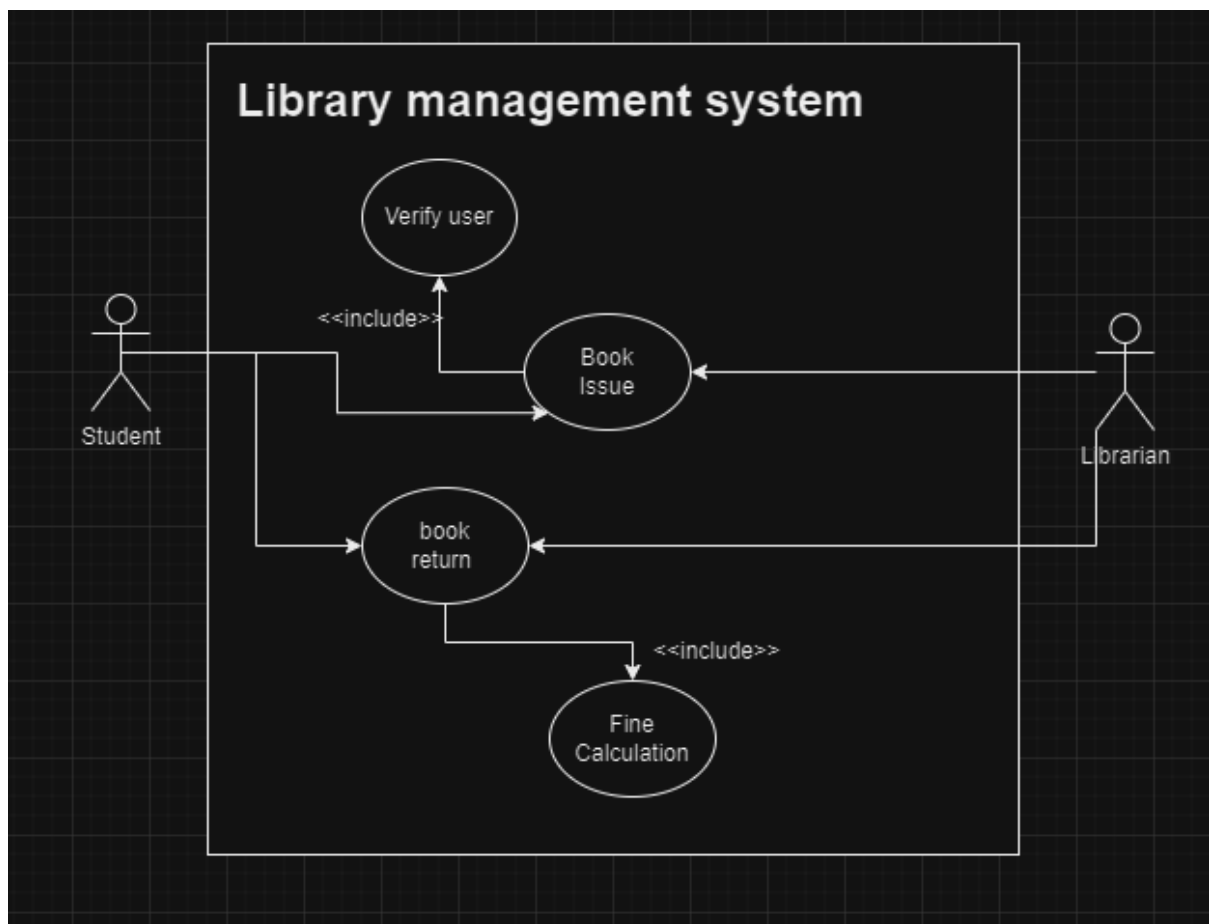 Library management system
Verify user
<<include>>
Book
Issue
Student
Librarian
book
return
<<include>>
Fine
Calculation